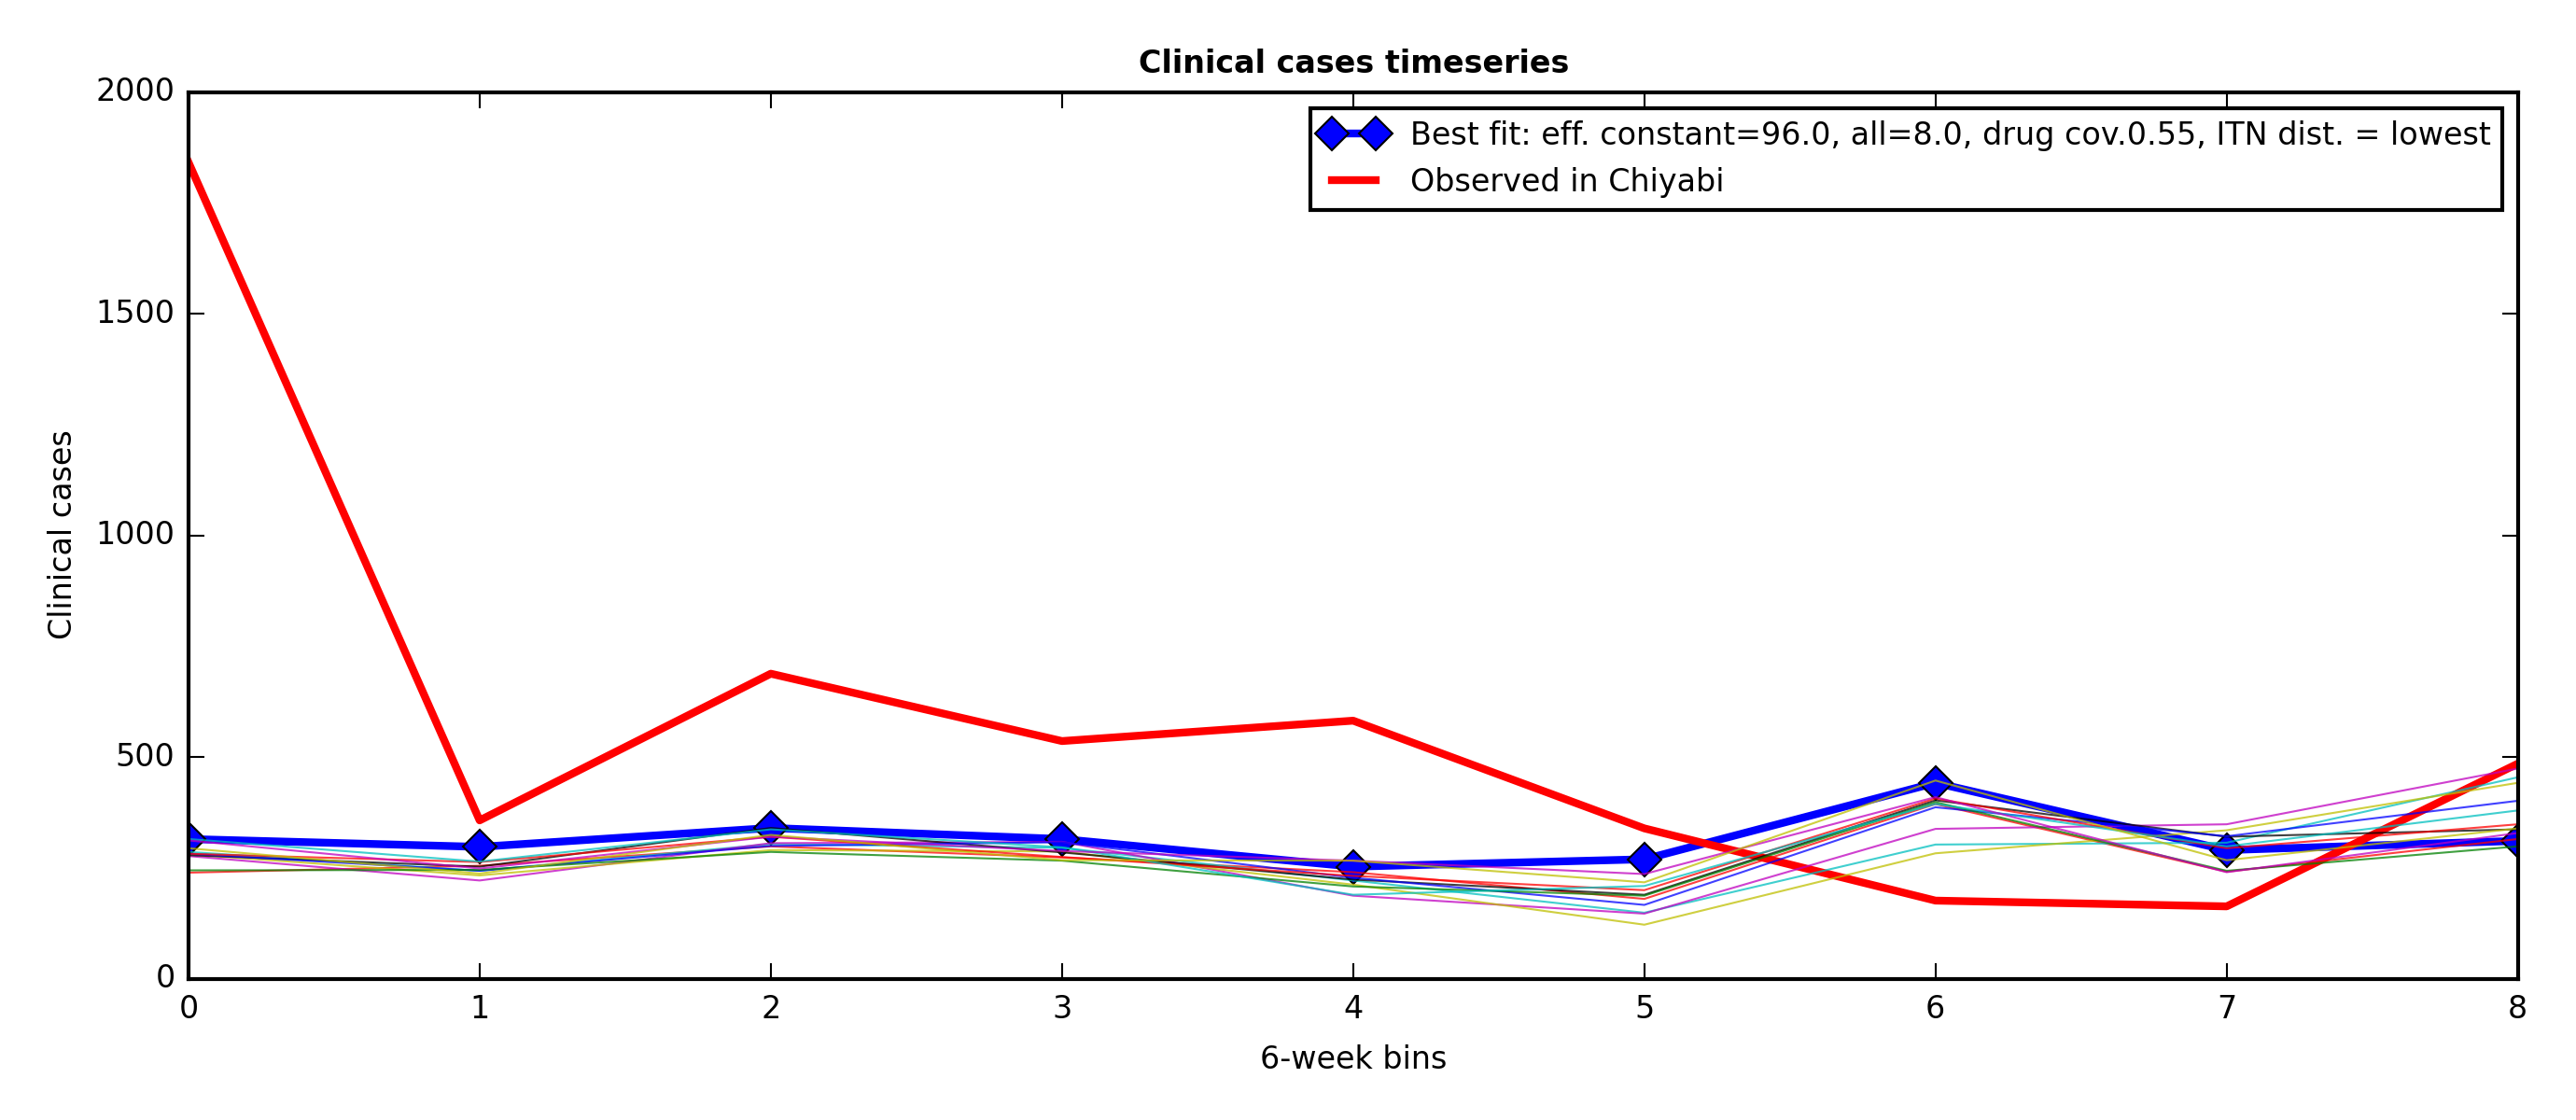 Clinical cases timeseries
2000
1500
1000
500
0
Clinical cases
Best fit: eff. constant=96.0, all=8.0, drug cov.0.55, ITN dist. = lowest
Observed in Chiyabi
0 1 2 3 4 5 6 7 8
6-week bins